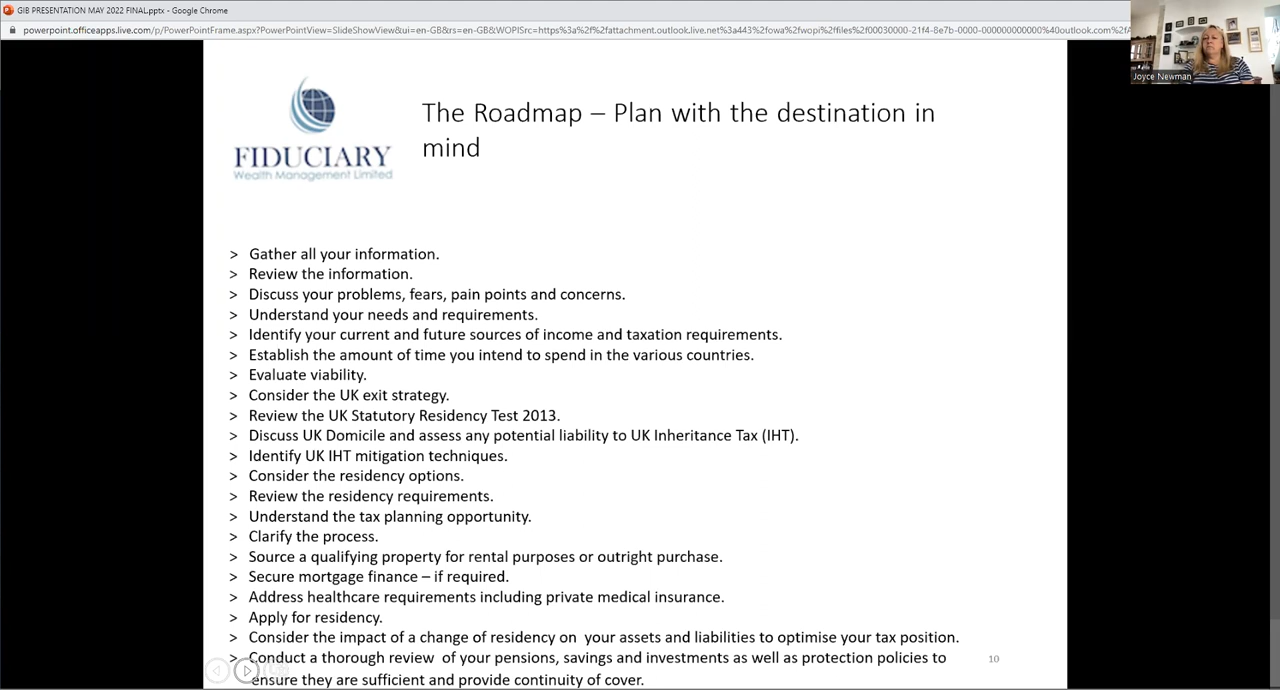 GIB PRESENTATION MAY 2022 FINAL.pptx - Google Chrome
powerpoint.officeapps.live.com/p/PowerPointFrame.aspx?PowerPointView=SlideShowView&ui=en-GB&rs=en-GB&WOPISrc=https%3a%2f%2fattachment.outlook.live.net%3a443%2fowa%2fwopi%2ffiles%2f00030000-21f4-8e7b-0000-000000000000%40outlook.com%2fA
Joyce Newman
FIDUCIARY
Wealth Management Limited
The Roadmap – Plan with the destination in
mind
> Gather all your information.
> Review the information.
> Discuss your problems, fears, pain points and concerns.
> Understand your needs and requirements.
> Identify your current and future sources of income and taxation requirements.
> Establish the amount of time you intend to spend in the various countries.
> Evaluate viability.
> Consider the UK exit strategy.
> Review the UK Statutory Residency Test 2013.
> Discuss UK Domicile and assess any potential liability to UK Inheritance Tax (IHT).
> Identify UK IHT mitigation techniques.
> Consider the residency options.
> Review the residency requirements.
> Understand the tax planning opportunity.
> Clarify the process.
> Source a qualifying property for rental purposes or outright purchase.
> Secure mortgage finance – if required.
> Address healthcare requirements including private medical insurance.
> Apply for residency.
> Consider the impact of a change of residency on your assets and liabilities to optimise your tax position.
> Conduct a thorough review of your pensions, savings and investments as well as protection policies to
ensure they are sufficient and provide continuity of cover.
10